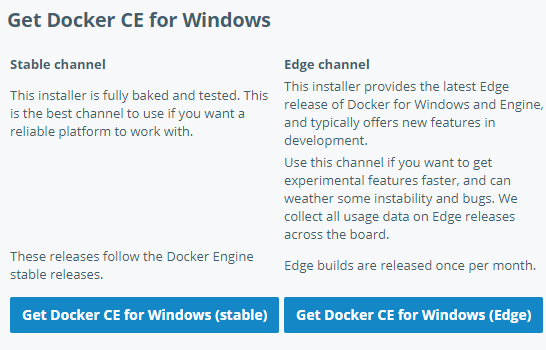 Get Docker CE for Windows
Stable channel
This installer is fully baked and tested. This
is the best channel to use if you want a
reliable platform to work with.
These releases follow the Docker Engine
stable releases.
Get Docker CE for Windows (stable)
Edge channel
This installer provides the latest Edge
release of Docker for Windows and Engine,
and typically offers new features in
development.
Use this channel if you want to get
experimental features faster, and can
weather some instability and bugs. We
collect all usage data on Edge releases
across the board.
Edge builds are released once per month.
Get Docker CE for Windows (Edge)